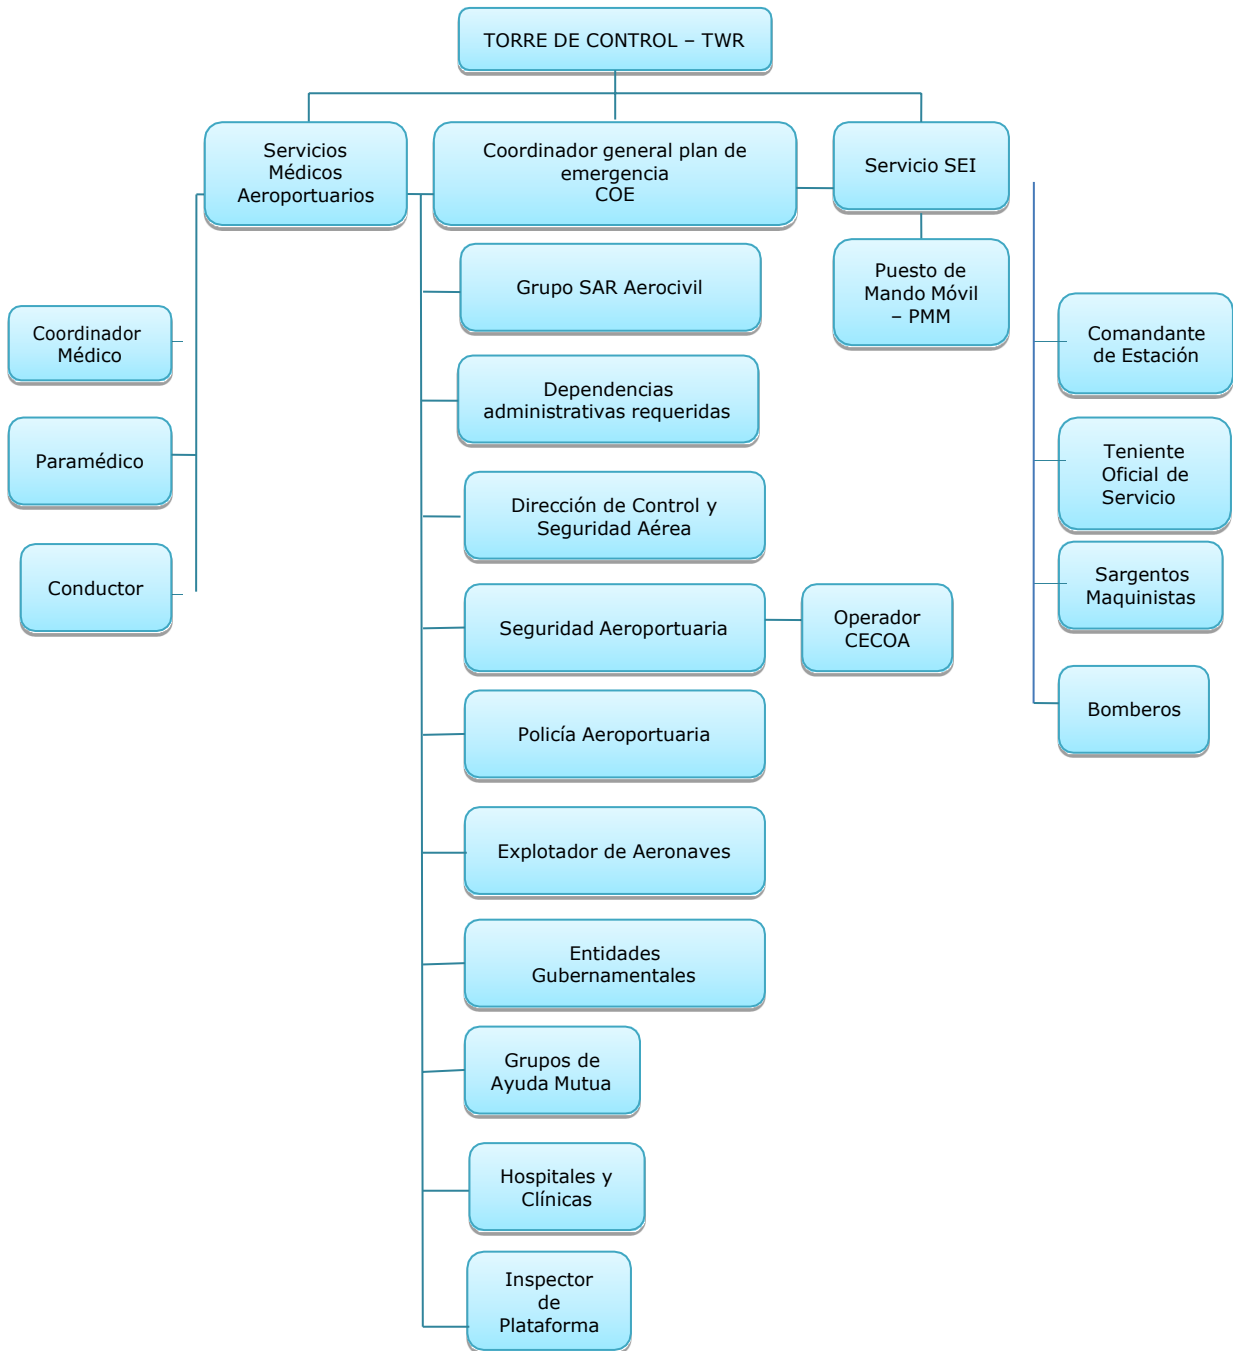 TORRE DE CONTROL – TWR
Servicios
Médicos
Aeroportuarios
Coordinador general plan de
emergencia
COE
Servicio SEI
Grupo SAR Aerocivil
Puesto de
Mando Móvil
– PMM
Coordinador
Médico
Comandante
de Estación
Dependencias
administrativas requeridas
Paramédico
Teniente
Oficial de
Servicio
Dirección de Control y
Seguridad Aérea
Conductor
Sargentos
Maquinistas
Seguridad Aeroportuaria
Operador
CECOA
Bomberos
Policía Aeroportuaria
Explotador de Aeronaves
Entidades
Gubernamentales
Grupos de
Ayuda Mutua
Hospitales y
Clínicas
Inspector
de
Plataforma